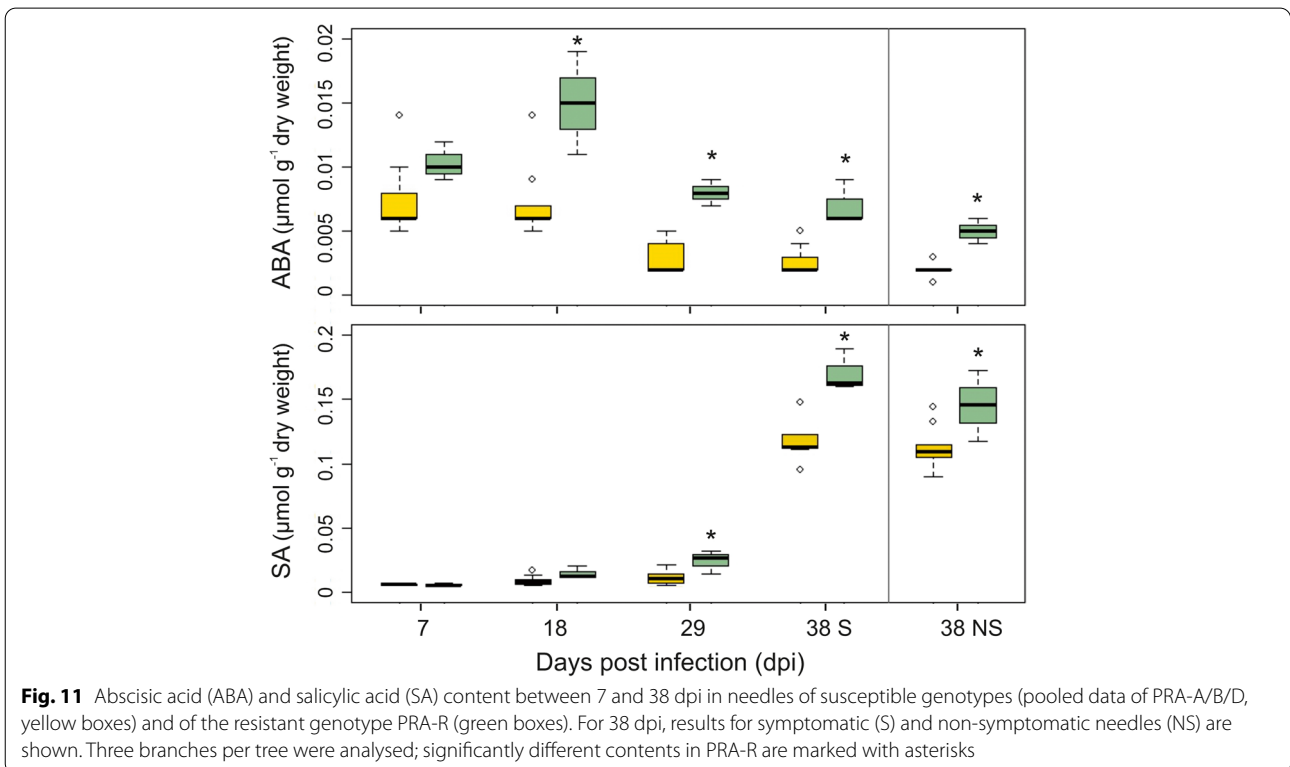 ABA (µmol g⁻¹ dry weight)
0.02
0.015
0.01
0.005
0
*
*
*
*
SA (µmol g⁻¹ dry weight)
0.2
0.15
0.1
0.05
0
*
*
*
7 18 29 38 S 38 NS
Days post infection (dpi)
Fig. 11 Abscisic acid (ABA) and salicylic acid (SA) content between 7 and 38 dpi in needles of susceptible genotypes (pooled data of PRA-A/B/D,
yellow boxes) and of the resistant genotype PRA-R (green boxes). For 38 dpi, results for symptomatic (S) and non-symptomatic needles (NS) are
shown. Three branches per tree were analysed; significantly different contents in PRA-R are marked with asterisks